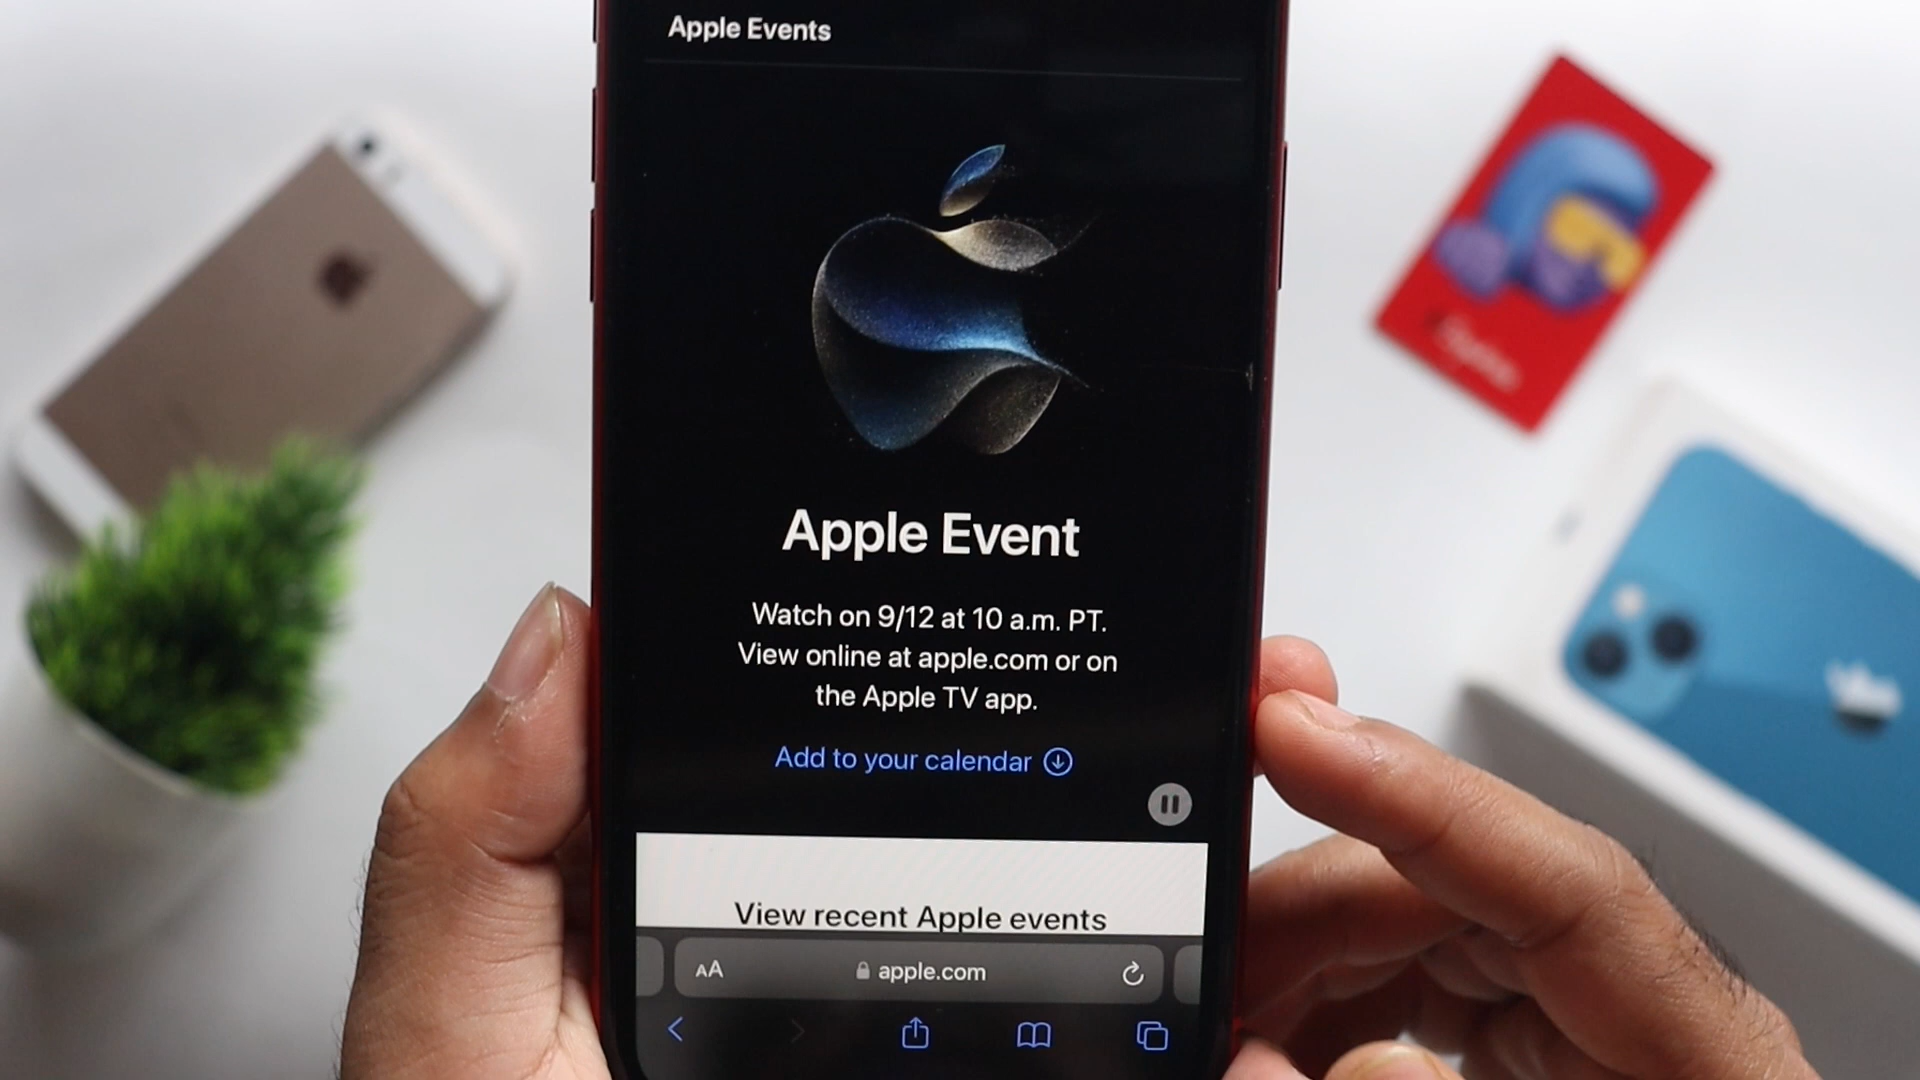 Apple Events
Apple Event
Watch on 9/12 at 10 a.m. PT.
View online at apple.com or on
the Apple TV app.
Add to your calendar
View recent Apple events
AA
apple.com